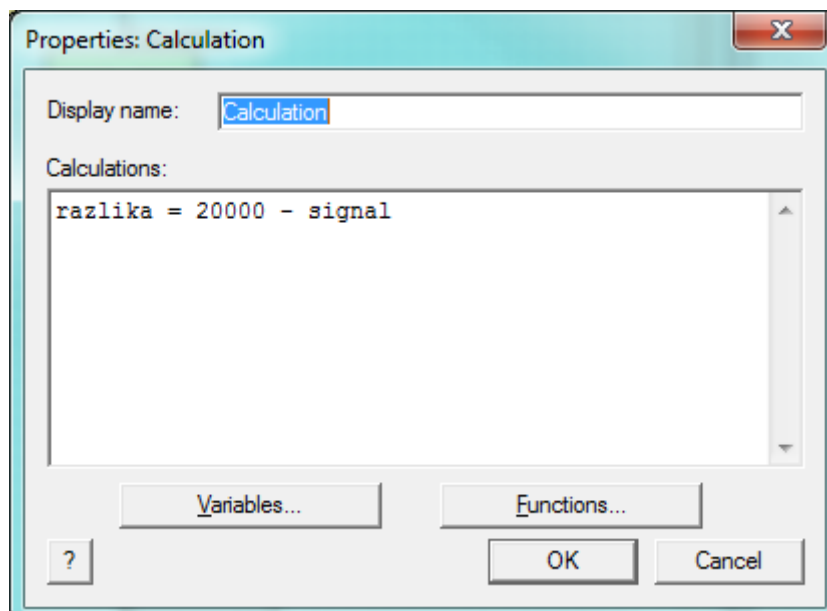 Properties: Calculation
Display name: Calculation
Calculations:
razlika = 20000 - signal
Variables... Functions...
? OK Cancel